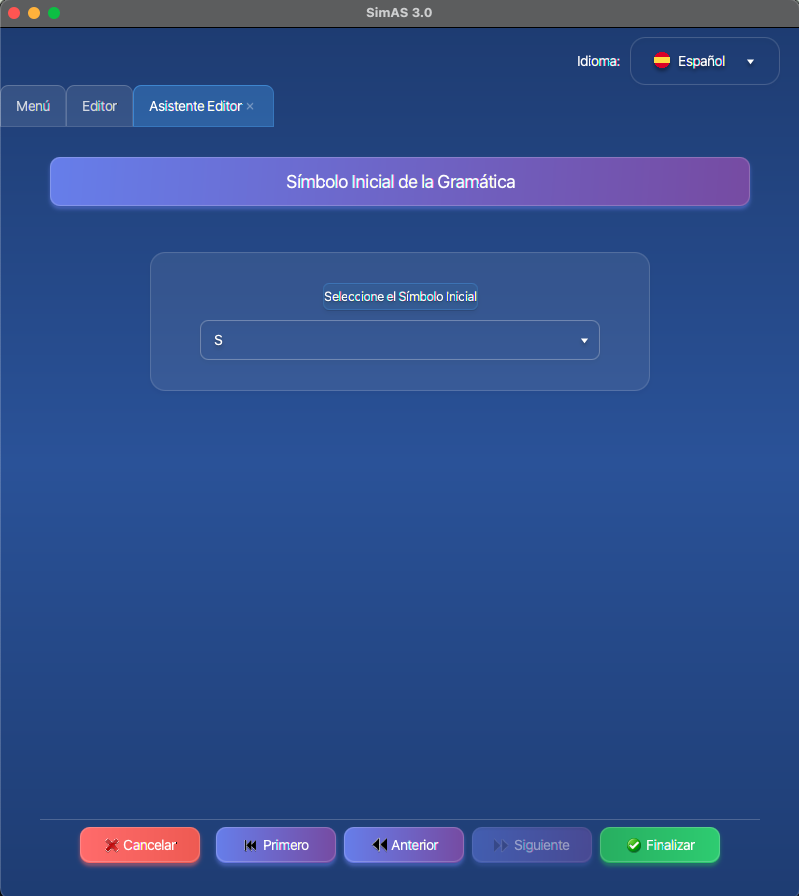 SimAS 3.0
Idioma: Español
Menú Editor Asistente Editor ×
Símbolo Inicial de la Gramática
Seleccione el Símbolo Inicial
S
Cancelar Primero Anterior Siguiente Finalizar